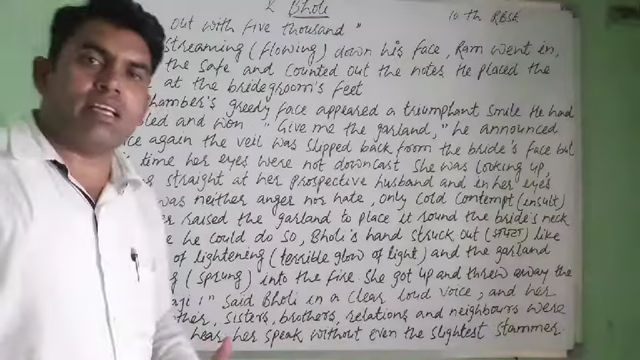 Bholi
10 th RBSE
out with five thousand"
streaming (flowing) down his face, Ram went in,
the safe and counted out the notes. He placed the
at the bridegroom's feet
hamber's greedy face appeared a triumphant smile He had
led and won "Give me the garland," he announced
ce again the veil was slipped back from the bride's face but
time her eyes were not downcast She was looking up,
straight at her prospective husband and in her eyes
was neither anger nor hate, only cold contempt (insult)
er raised the garland to place it round the bride's neck
e he could do so, Bholi's hand struck out (झपटा) like
of lightening (terrible glow of light) and the garland
g (sprung) into the fire. She got up and threw away the
Said Bholi in a clear loud voice, and her
ther, sisters, brothers, relations and neighbours were
hear her speak without even the slightest stammer.